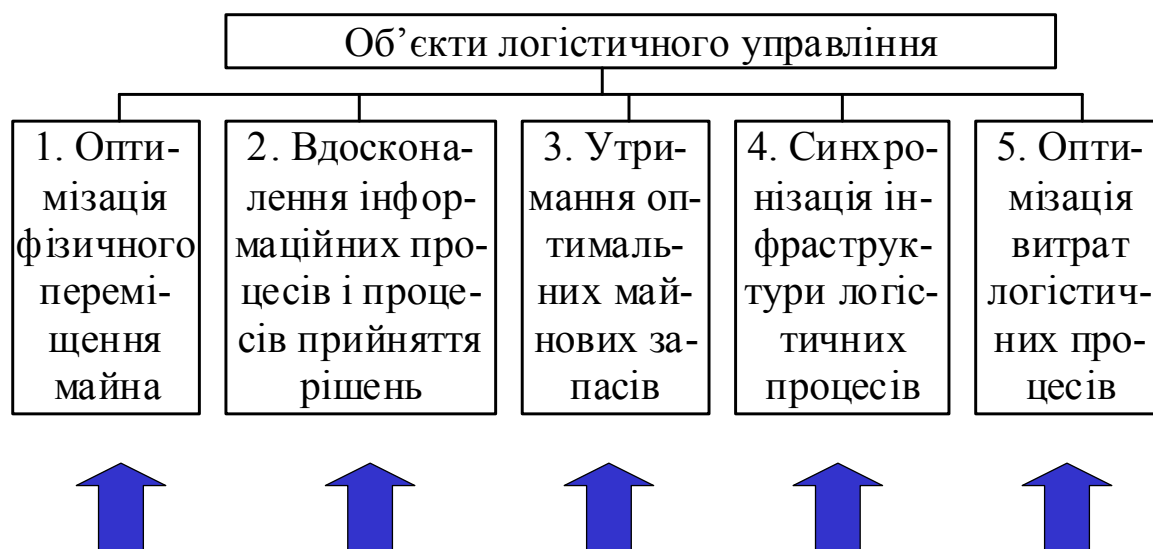 Об’єкти логістичного управління
1. Опти-
мізація
фізичного
перемі-
щення
майна
2. Вдоскона-
лення інфор-
маційних про-
цесів і проце-
сів прийняття
рішень
3. Утри-
мання оп-
тималь-
них май-
нових за-
пасів
4. Синхро-
нізація ін-
фраструк-
тури логіс-
тичних
процесів
5. Опти-
мізація
витрат
логістич-
них про-
цесів